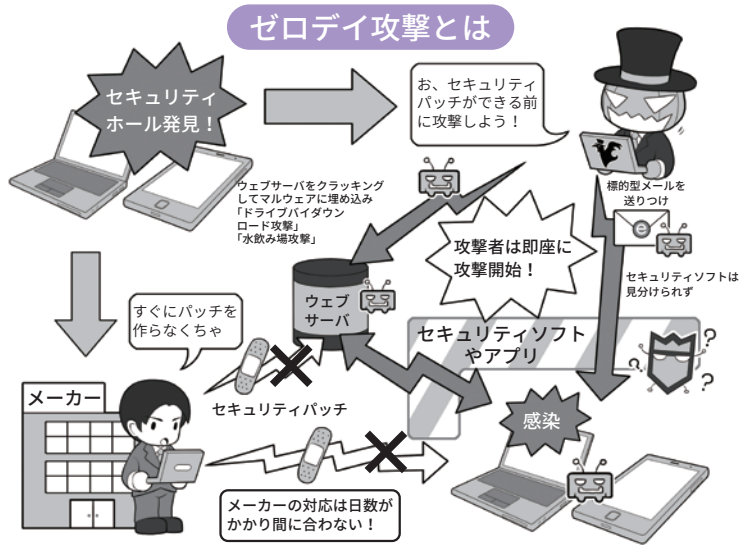 ゼロデイ攻撃とは
セキュリティ
ホール発見！
お、セキュリティ
パッチができる前
に攻撃しよう！
ウェブサーバをクラッキング
してマルウェアに埋め込み
「ドライブバイダウン
ロード攻撃」
「水飲み場攻撃」
標的型メールを
送りつけ
e
攻撃者は即座に
攻撃開始！
セキュリティソフトは
見分けられず
ウェブ
サーバ
すぐにパッチを
作らなくちゃ
セキュリティソフト
やアプリ
?
?
?
メーカー
セキュリティパッチ
感染
メーカーの対応は日数が
かかり間に合わない！